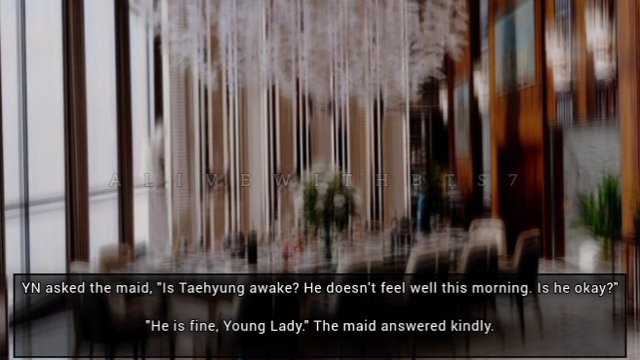 ALIVEWITHBTS7
YN asked the maid, "Is Taehyung awake? He doesn't feel well this morning. Is he okay?"
"He is fine, Young Lady." The maid answered kindly.